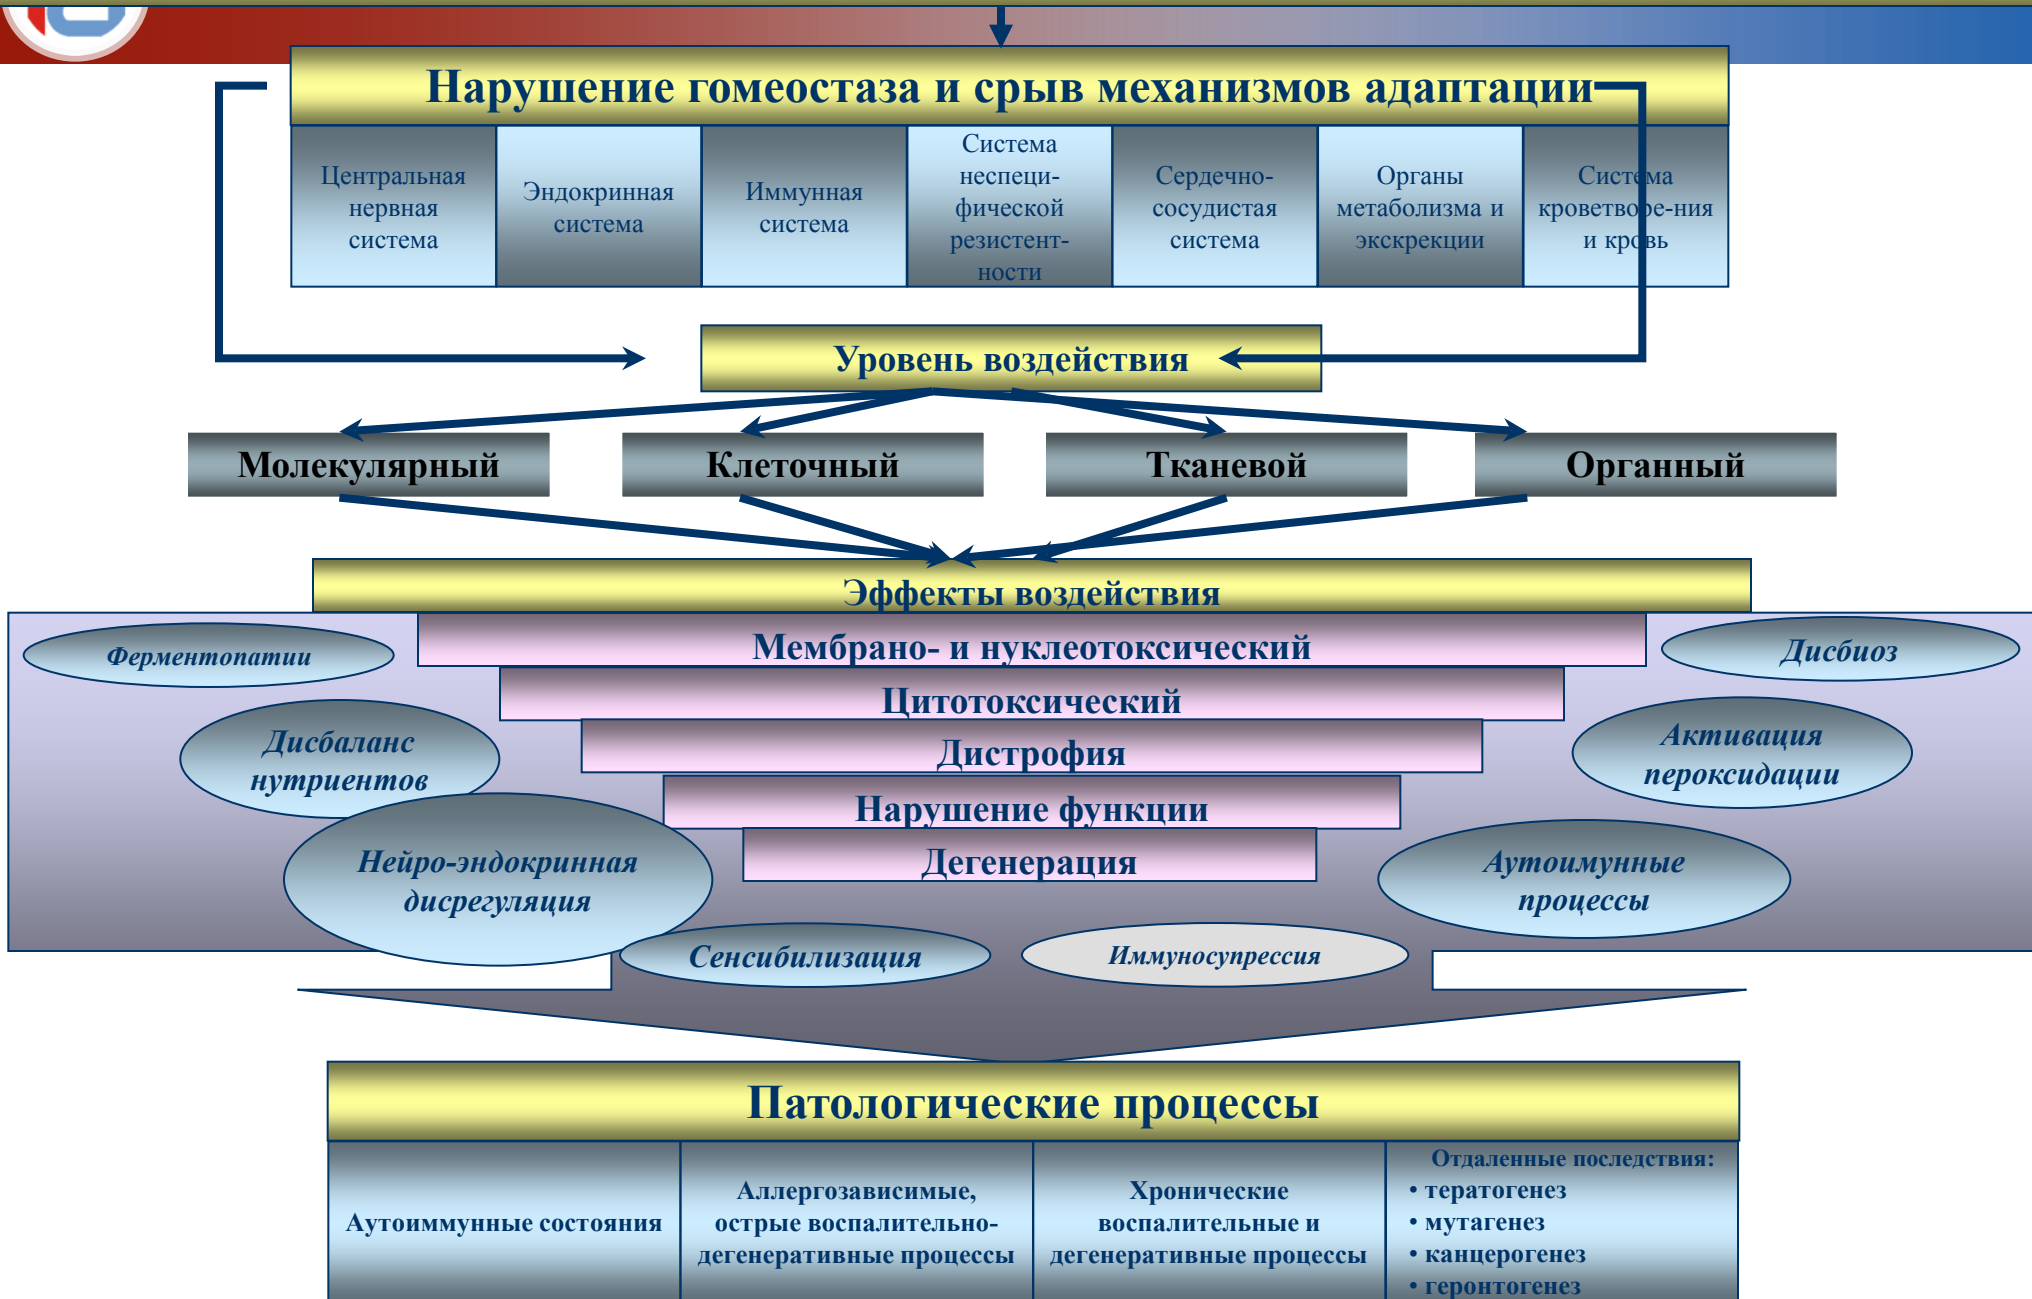 Нарушение гомеостаза и срыв механизмов адаптации
Центральная
нервная
система
Эндокринная
система
Иммунная
система
Система
неспеци-
фической
резистент-
ности
Сердечно-
сосудистая
система
Органы
метаболизма и
экскреции
Система
кроветворе-ния
и кровь
Уровень воздействия
Молекулярный
Клеточный
Тканевой
Органный
Эффекты воздействия
Мембрано- и нуклеотоксический
Цитотоксический
Дистрофия
Нарушение функции
Дегенерация
Ферментопатии
Дисбаланс
нутриентов
Нейро-эндокринная
дисрегуляция
Сенсибилизация
Иммуносупрессия
Дисбиоз
Активация
пероксидации
Аутоимунные
процессы
Патологические процессы
Аутоиммунные состояния
Аллергозависимые,
острые воспалительно-
дегенеративные процессы
Хронические
воспалительные и
дегенеративные процессы
Отдаленные последствия:
• тератогенез
• мутагенез
• канцерогенез
• геронтогенез